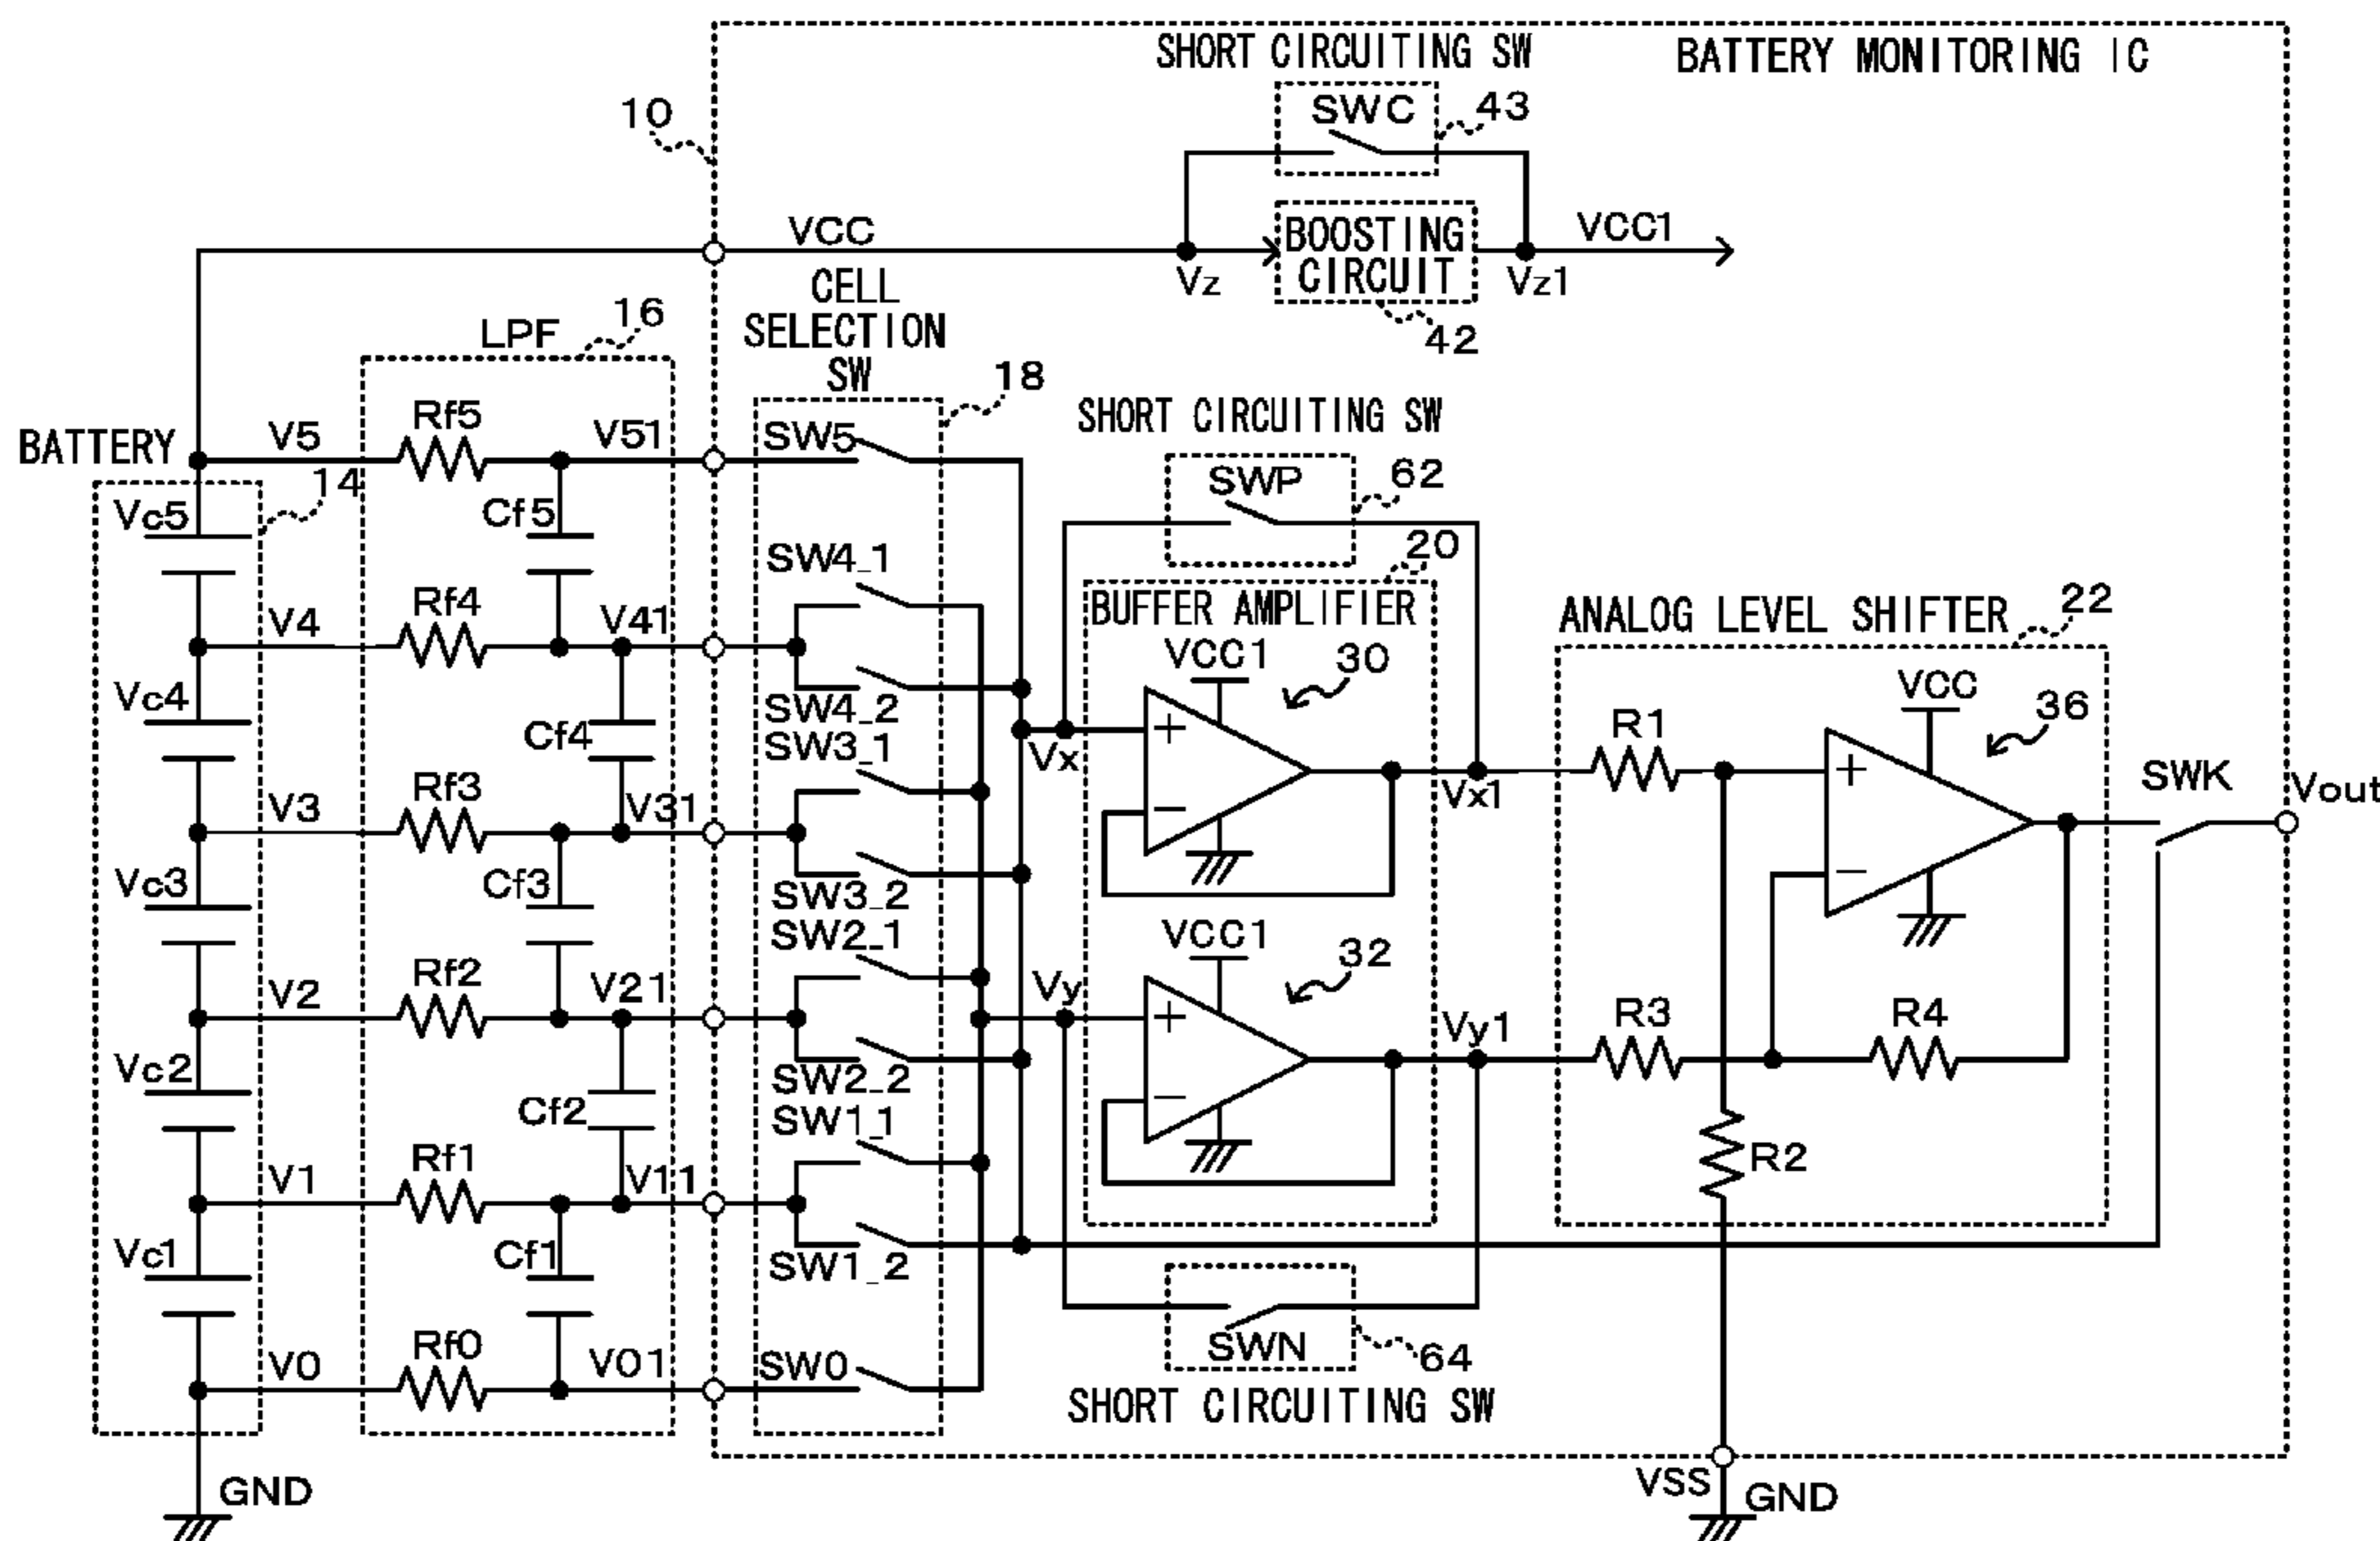 SHORT CIRCUITING SW
BATTERY MONITORING IC
10
SWC
43
VCC
BOOSTING
CIRCUIT
VCC1
Vz
Vz1
42
CELL
SELECTION
SW
18
LPF
16
BATTERY
14
V5
Rf5
V51
SW5
SHORT CIRCUITING SW
SWP
62
20
Vc5
Cf5
SW4_1
V4
Rf4
V41
SW4_2
BUFFER AMPLIFIER
VCC1
30
ANALOG LEVEL SHIFTER
22
VCC
36
Vc4
Cf4
SW3_1
Vx
+
−
Vx1
R1
+
−
SWK
Vout
V3
Rf3
V31
SW3_2
Vc3
Cf3
SW2_1
VCC1
32
V2
Rf2
V21
SW2_2
Vy
+
−
Vy1
R3
R4
Vc2
Cf2
SW1_1
R2
V1
Rf1
V11
SW1_2
Vc1
Cf1
V0
Rf0
V01
SW0
SWN
64
SHORT CIRCUITING SW
GND
VSS
GND